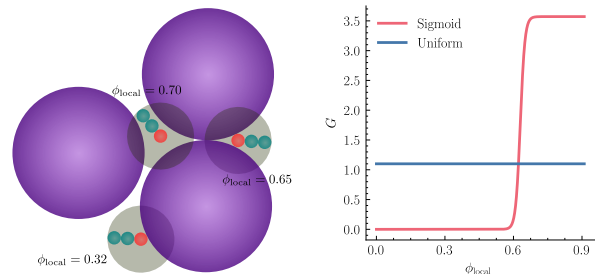 ϕlocal = 0.70
ϕlocal = 0.65
ϕlocal = 0.32
G
3.5
3.0
2.5
2.0
1.5
1.0
0.5
0.0
Sigmoid
Uniform
0.0 0.3 0.6 0.9
ϕlocal